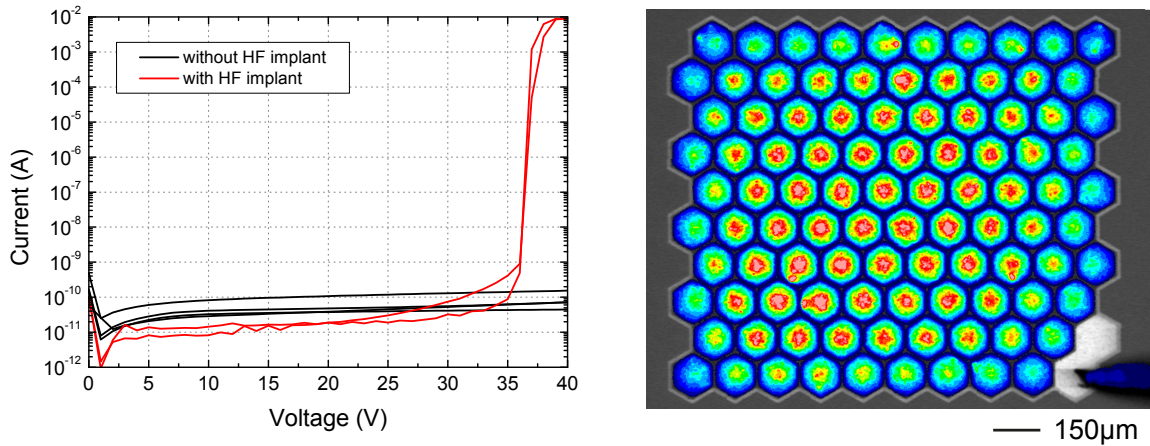 10⁻²
10⁻³
10⁻⁴
10⁻⁵
10⁻⁶
10⁻⁷
10⁻⁸
10⁻⁹
10⁻¹⁰
10⁻¹¹
10⁻¹²
Current (A)
without HF implant
with HF implant
0 5 10 15 20 25 30 35 40
Voltage (V)
150µm